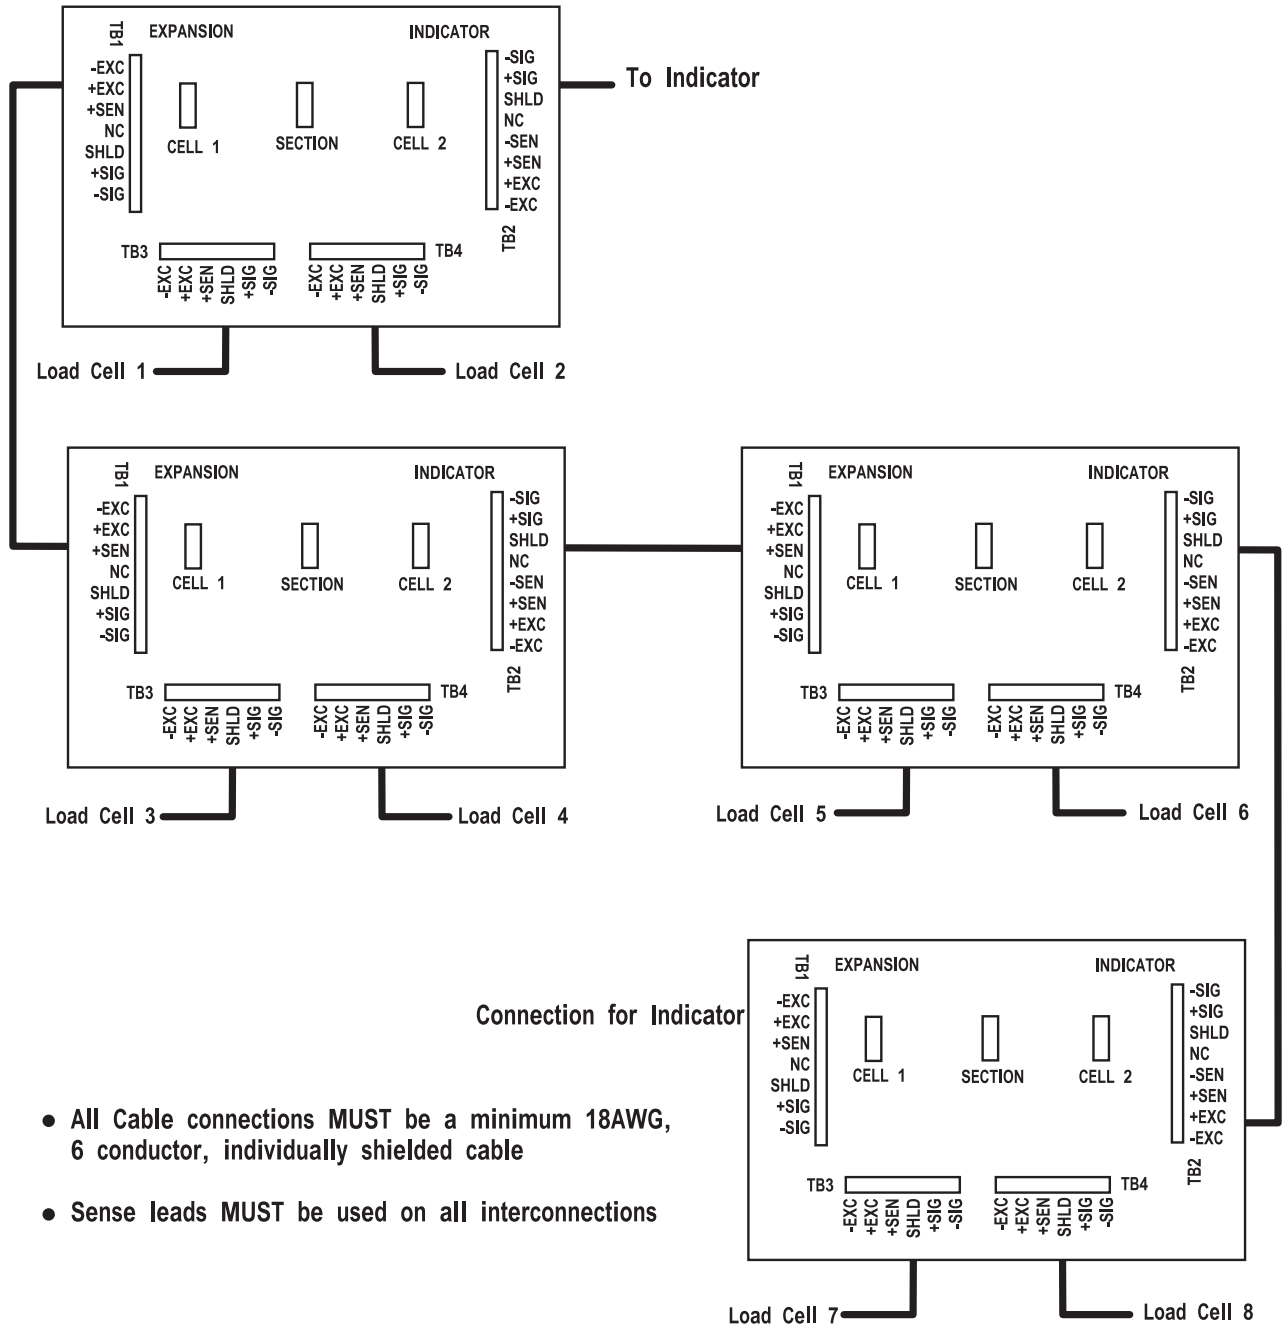 TB1
EXPANSION
INDICATOR
-EXC
+EXC
+SEN
NC
SHLD
+SIG
-SIG
CELL 1
SECTION
CELL 2
-SIG
+SIG
SHLD
NC
-SEN
+SEN
+EXC
-EXC
TB2
To Indicator
TB3
-EXC
+EXC
+SEN
SHLD
+SIG
-SIG
TB4
-EXC
+EXC
+SEN
SHLD
+SIG
-SIG
Load Cell 1
Load Cell 2
TB1
EXPANSION
INDICATOR
-EXC
+EXC
+SEN
NC
SHLD
+SIG
-SIG
CELL 1
SECTION
CELL 2
-SIG
+SIG
SHLD
NC
-SEN
+SEN
+EXC
-EXC
TB2
TB3
-EXC
+EXC
+SEN
SHLD
+SIG
-SIG
TB4
-EXC
+EXC
+SEN
SHLD
+SIG
-SIG
Load Cell 3
Load Cell 4
TB1
EXPANSION
INDICATOR
-EXC
+EXC
+SEN
NC
SHLD
+SIG
-SIG
CELL 1
SECTION
CELL 2
-SIG
+SIG
SHLD
NC
-SEN
+SEN
+EXC
-EXC
TB2
TB3
-EXC
+EXC
+SEN
SHLD
+SIG
-SIG
TB4
-EXC
+EXC
+SEN
SHLD
+SIG
-SIG
Load Cell 5
Load Cell 6
Connection for Indicator
TB1
EXPANSION
INDICATOR
-EXC
+EXC
+SEN
NC
SHLD
+SIG
-SIG
CELL 1
SECTION
CELL 2
-SIG
+SIG
SHLD
NC
-SEN
+SEN
+EXC
-EXC
TB2
TB3
-EXC
+EXC
+SEN
SHLD
+SIG
-SIG
TB4
-EXC
+EXC
+SEN
SHLD
+SIG
-SIG
Load Cell 7
Load Cell 8
● All Cable connections MUST be a minimum 18AWG,
6 conductor, individually shielded cable
● Sense leads MUST be used on all interconnections